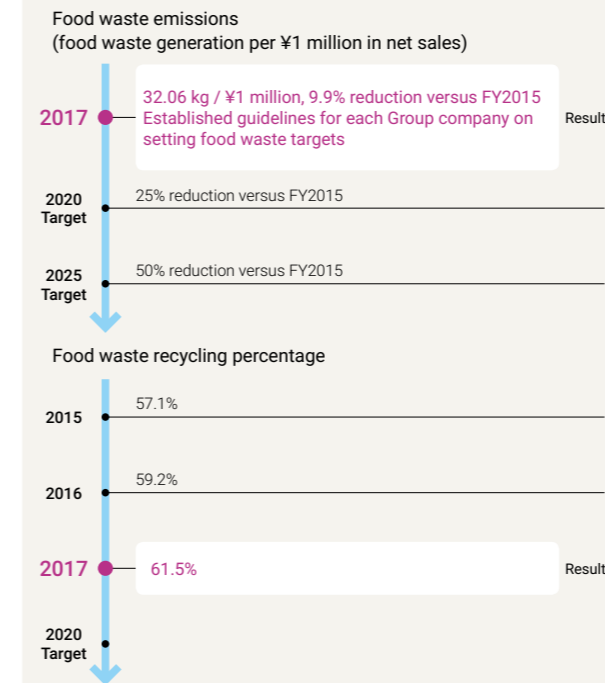 Food waste emissions
(food waste generation per ¥1 million in net sales)
2017
32.06 kg / ¥1 million, 9.9% reduction versus FY2015
Established guidelines for each Group company on
setting food waste targets
Result
2020
Target
25% reduction versus FY2015
2025
Target
50% reduction versus FY2015
Food waste recycling percentage
2015
57.1%
2016
59.2%
2017
61.5%
Result
2020
Target